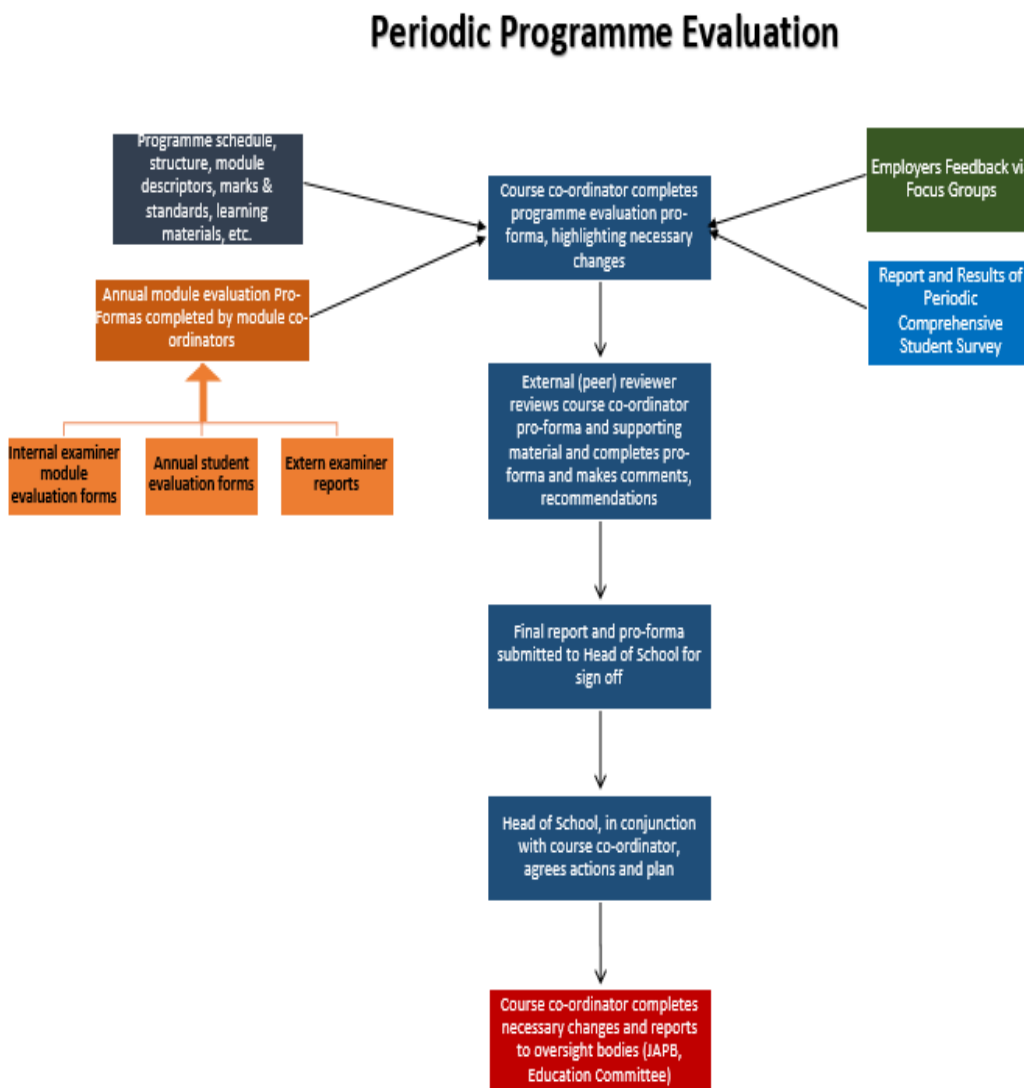 Periodic Programme Evaluation
Programme schedule,
structure, module
descriptors, marks &
standards, learning
materials, etc.
Annual module evaluation Pro-
Formas completed by module co-
ordinators
Internal examiner
module
evaluation forms
Annual student
evaluation forms
Extern examiner
reports
Course co-ordinator completes
programme evaluation pro-
forma, highlighting necessary
changes
Employers Feedback via
Focus Groups
Report and Results of
Periodic
Comprehensive
Student Survey
External (peer) reviewer
reviews course co-ordinator
pro-forma and supporting
material and completes pro-
forma and makes comments,
recommendations
Final report and pro-forma
submitted to Head of School for
sign off
Head of School, in conjunction
with course co-ordinator,
agrees actions and plan
Course co-ordinator completes
necessary changes and reports
to oversight bodies (JAPB,
Education Committee)